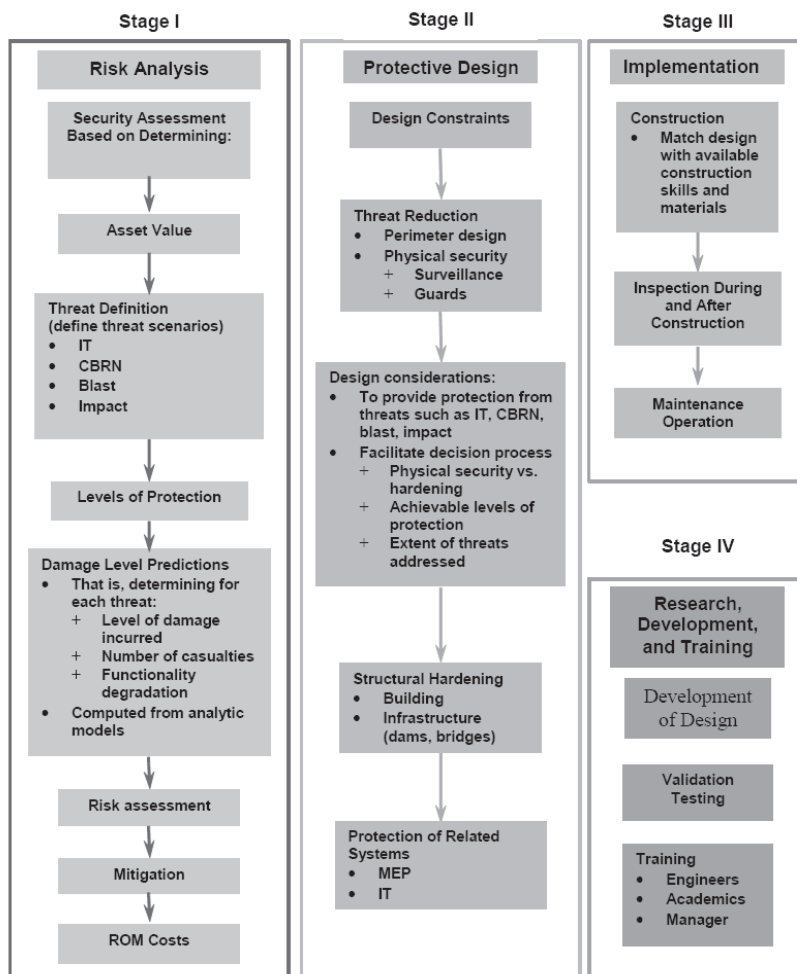 Stage I
Risk Analysis
Security Assessment
Based on Determining:
Asset Value
Threat Definition
(define threat scenarios)
• IT
• CBRN
• Blast
• Impact
Levels of Protection
Damage Level Predictions
• That is, determining for
each threat:
+ Level of damage
incurred
+ Number of casualties
+ Functionality
degradation
• Computed from analytic
models
Risk assessment
Mitigation
ROM Costs
Stage II
Protective Design
Design Constraints
Threat Reduction
• Perimeter design
• Physical security
+ Surveillance
+ Guards
Design considerations:
• To provide protection from
threats such as IT, CBRN,
blast, impact
• Facilitate decision process
+ Physical security vs.
hardening
+ Achievable levels of
protection
+ Extent of threats
addressed
Structural Hardening
• Building
• Infrastructure
(dams, bridges)
Protection of Related
Systems
• MEP
• IT
Stage III
Implementation
Construction
• Match design
with available
construction
skills and
materials
Inspection During
and After
Construction
Maintenance
Operation
Stage IV
Research,
Development,
and Training
Development
of Design
Validation
Testing
Training
• Engineers
• Academics
• Manager